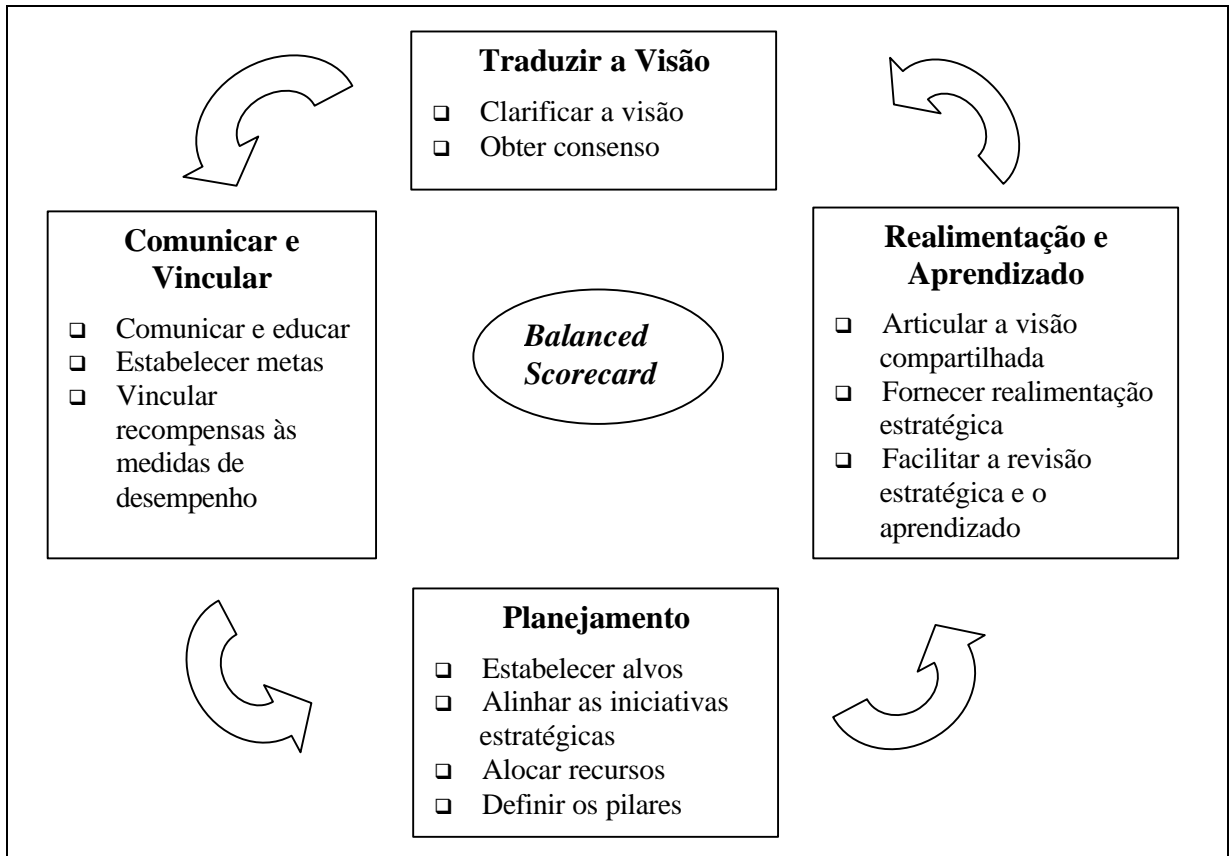 Traduzir a Visão
❑ Clarificar a visão
❑ Obter consenso
Comunicar e
Vincular
❑ Comunicar e educar
❑ Estabelecer metas
❑ Vincular
recompensas às
medidas de
desempenho
Balanced
Scorecard
Realimentação e
Aprendizado
❑ Articular a visão
compartilhada
❑ Fornecer realimentação
estratégica
❑ Facilitar a revisão
estratégica e o
aprendizado
Planejamento
❑ Estabelecer alvos
❑ Alinhar as iniciativas
estratégicas
❑ Alocar recursos
❑ Definir os pilares